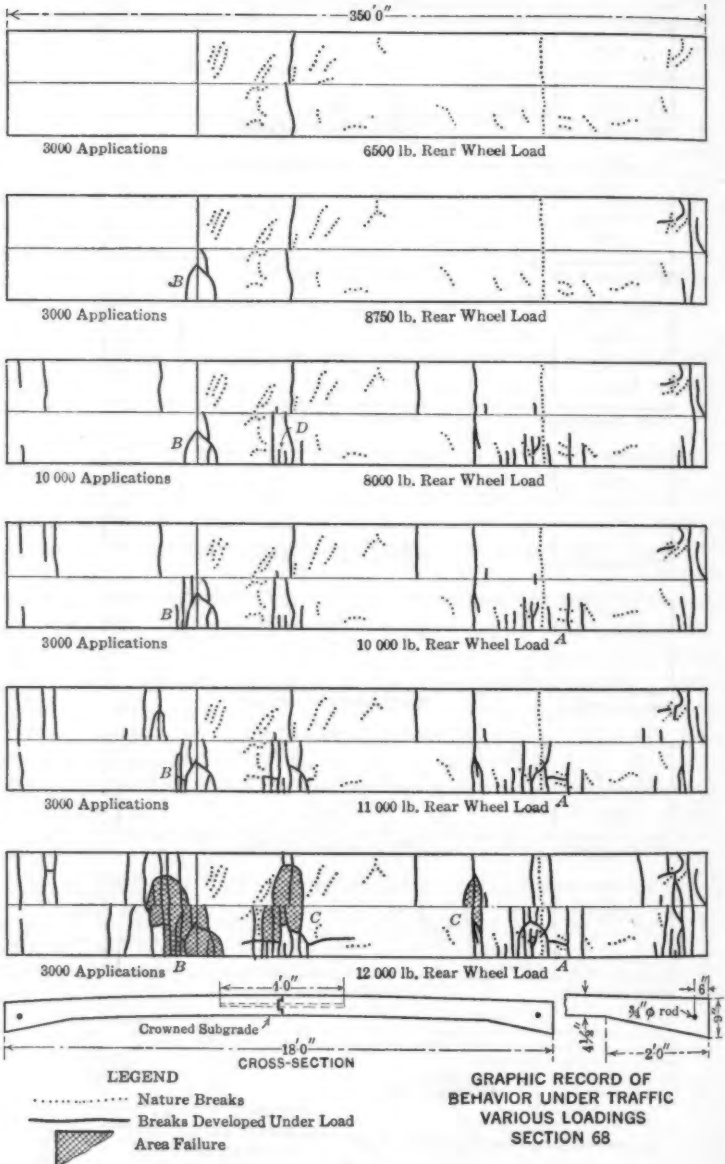 350'0"
3000 Applications 6500 lb. Rear Wheel Load
B
3000 Applications 8750 lb. Rear Wheel Load
D
B
10 000 Applications 8000 lb. Rear Wheel Load
B
3000 Applications 10 000 lb. Rear Wheel Load A
B
3000 Applications 11 000 lb. Rear Wheel Load A
C C
3000 Applications B 12 000 lb. Rear Wheel Load A
4'0"
6"
¾"φ rod
9"
Crowned Subgrade
4½"
18'0"
2'0"
CROSS-SECTION
LEGEND
Nature Breaks
Breaks Developed Under Load
Area Failure
GRAPHIC RECORD OF
BEHAVIOR UNDER TRAFFIC
VARIOUS LOADINGS
SECTION 68